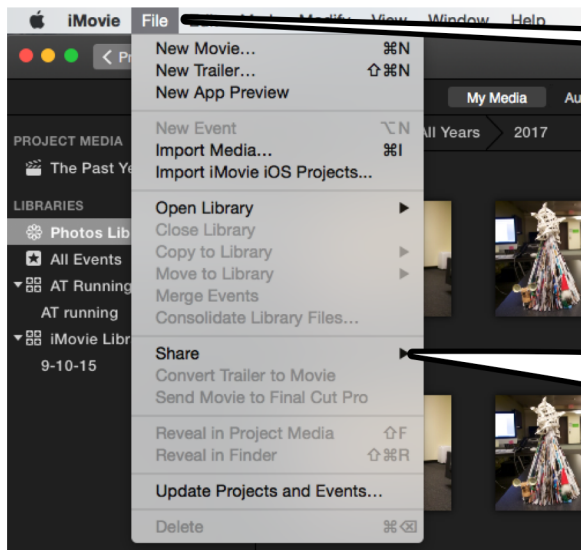 iMovie File View Window Help
New Movie... ⌘N
New Trailer... ⇧⌘N
New App Preview
My Media
New Event ⌥N
All Years 2017
PROJECT MEDIA
Import Media... ⌘I
The Past Ye
Import iMovie iOS Projects...
LIBRARIES
Open Library
Photos Lib
Close Library
All Events
Copy to Library
AT Running
Move to Library
Merge Events
AT running
Consolidate Library Files...
iMovie Libr
Share
9-10-15
Convert Trailer to Movie
Send Movie to Final Cut Pro
Reveal in Project Media ⇧F
Reveal in Finder ⇧⌘R
Update Projects and Events...
Delete ⌘⌫